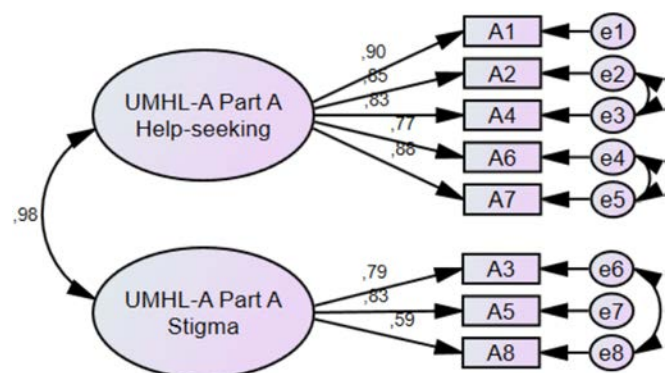 A1 e1
,90
A2 e2
,85
UMHL-A Part A
Help-seeking
,83
A4 e3
,77
A6 e4
,88
A7 e5
,98
,79
A3 e6
UMHL-A Part A
Stigma
,83
A5 e7
,59
A8 e8